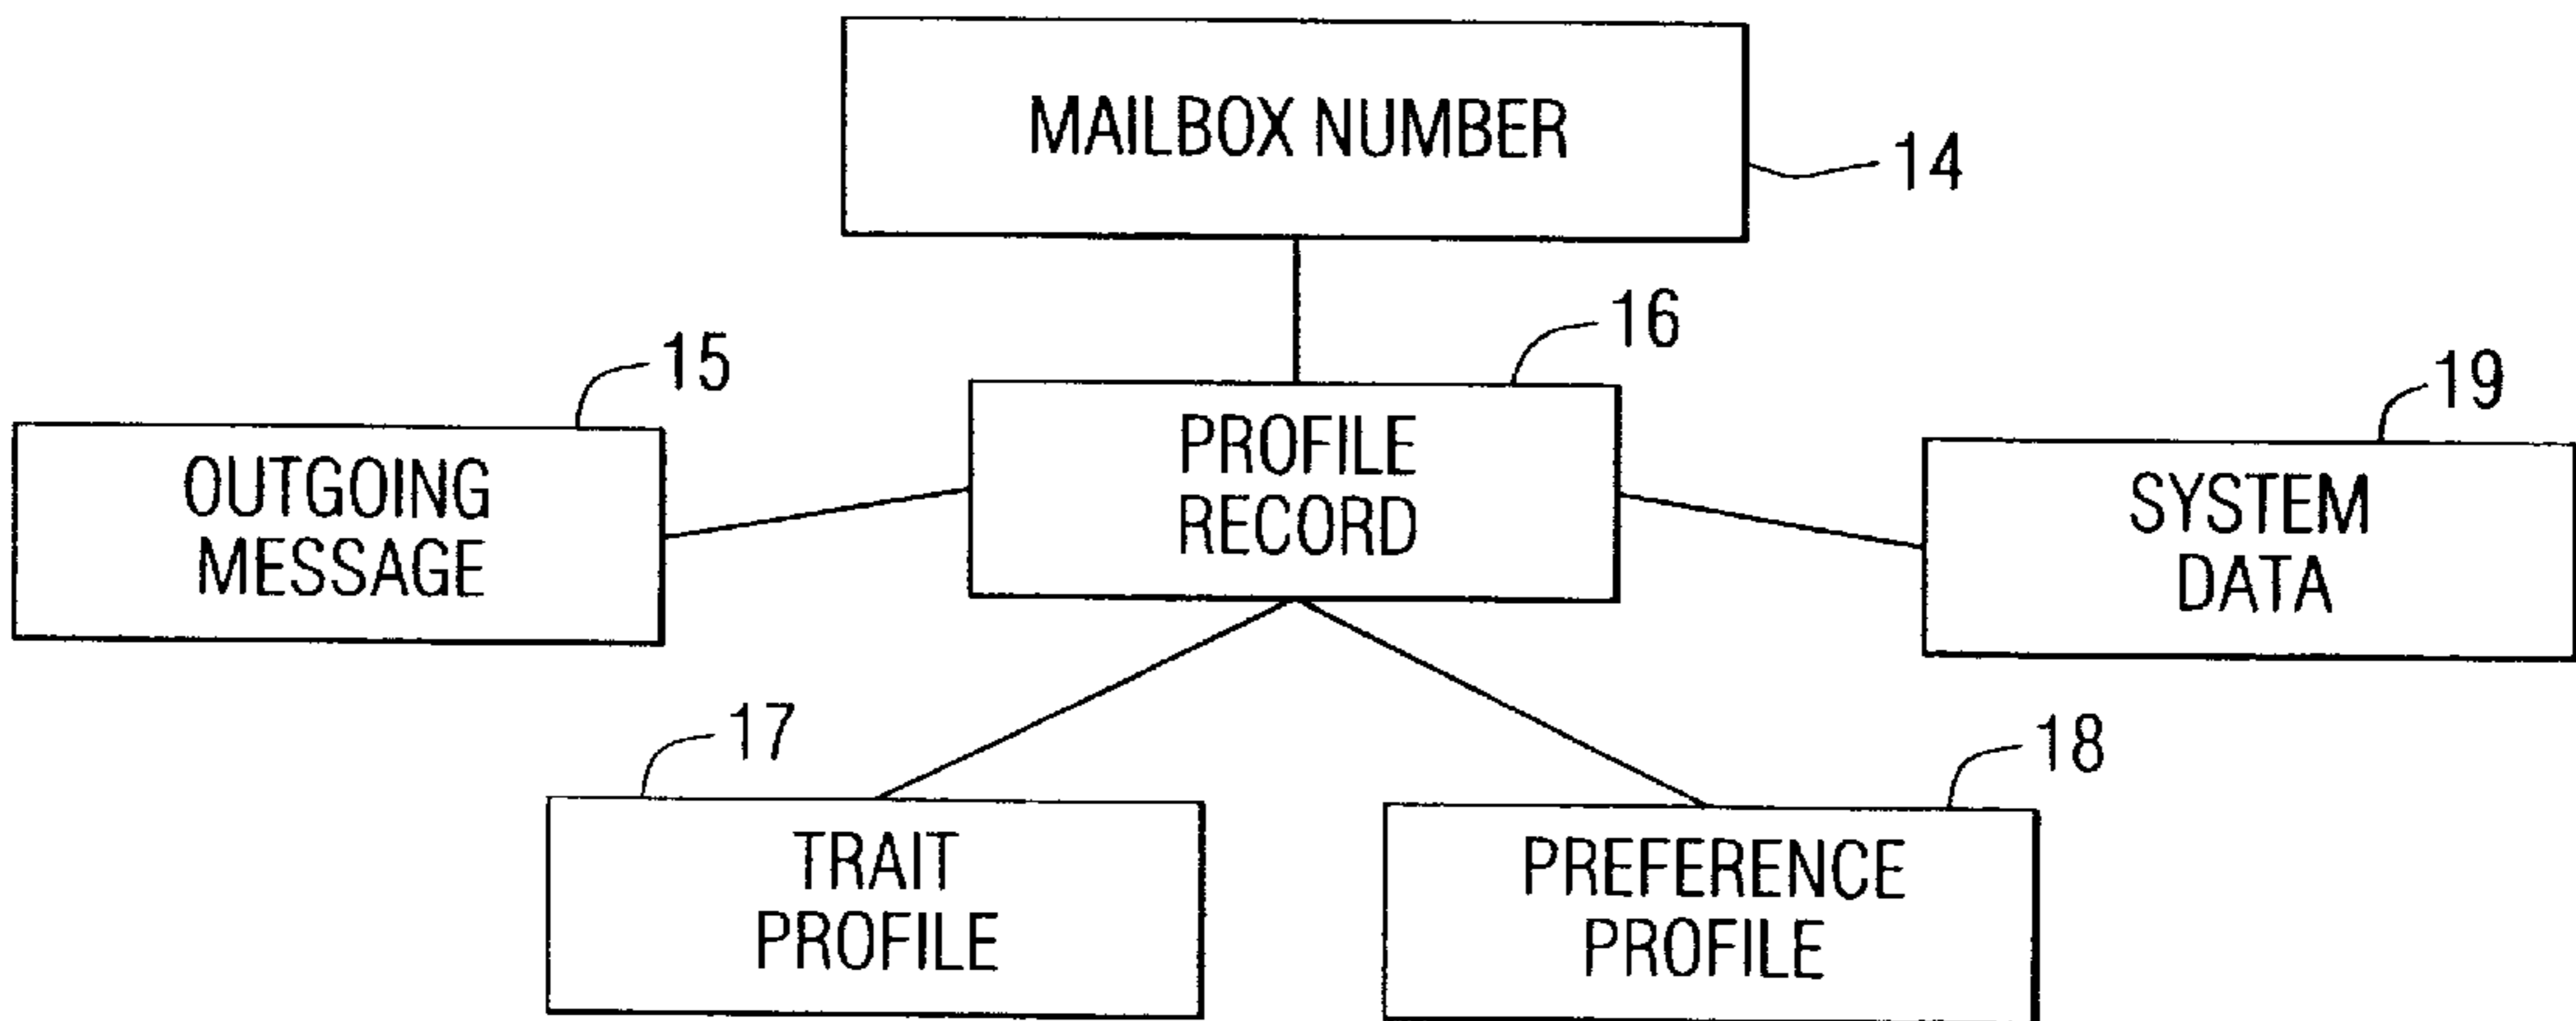 MAILBOX NUMBER
14
16
15
19
PROFILE
RECORD
OUTGOING
MESSAGE
SYSTEM
DATA
17
18
TRAIT
PROFILE
PREFERENCE
PROFILE